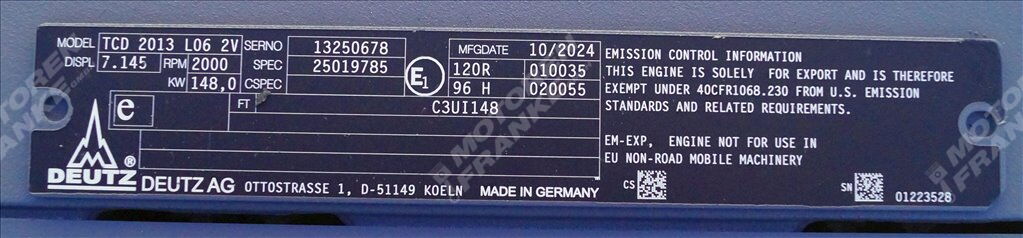 MODEL TCD 2013 L06 2V SERNO 13250678 MFGDATE 10/2024
DISPL 7.145 RPM 2000 SPEC 25019785 E1 120R 010035
KW 148,0 CSPEC 96 H 020055
e FT C3UI148
EMISSION CONTROL INFORMATION
THIS ENGINE IS SOLELY FOR EXPORT AND IS THEREFORE
EXEMPT UNDER 40CFR1068.230 FROM U.S. EMISSION
STANDARDS AND RELATED REQUIREMENTS.
EM-EXP, ENGINE NOT FOR USE IN
EU NON-ROAD MOBILE MACHINERY
CS SN 01223528
DEUTZ DEUTZ AG OTTOSTRASSE 1, D-51149 KOELN MADE IN GERMANY
MOTOREN
FRANKEN